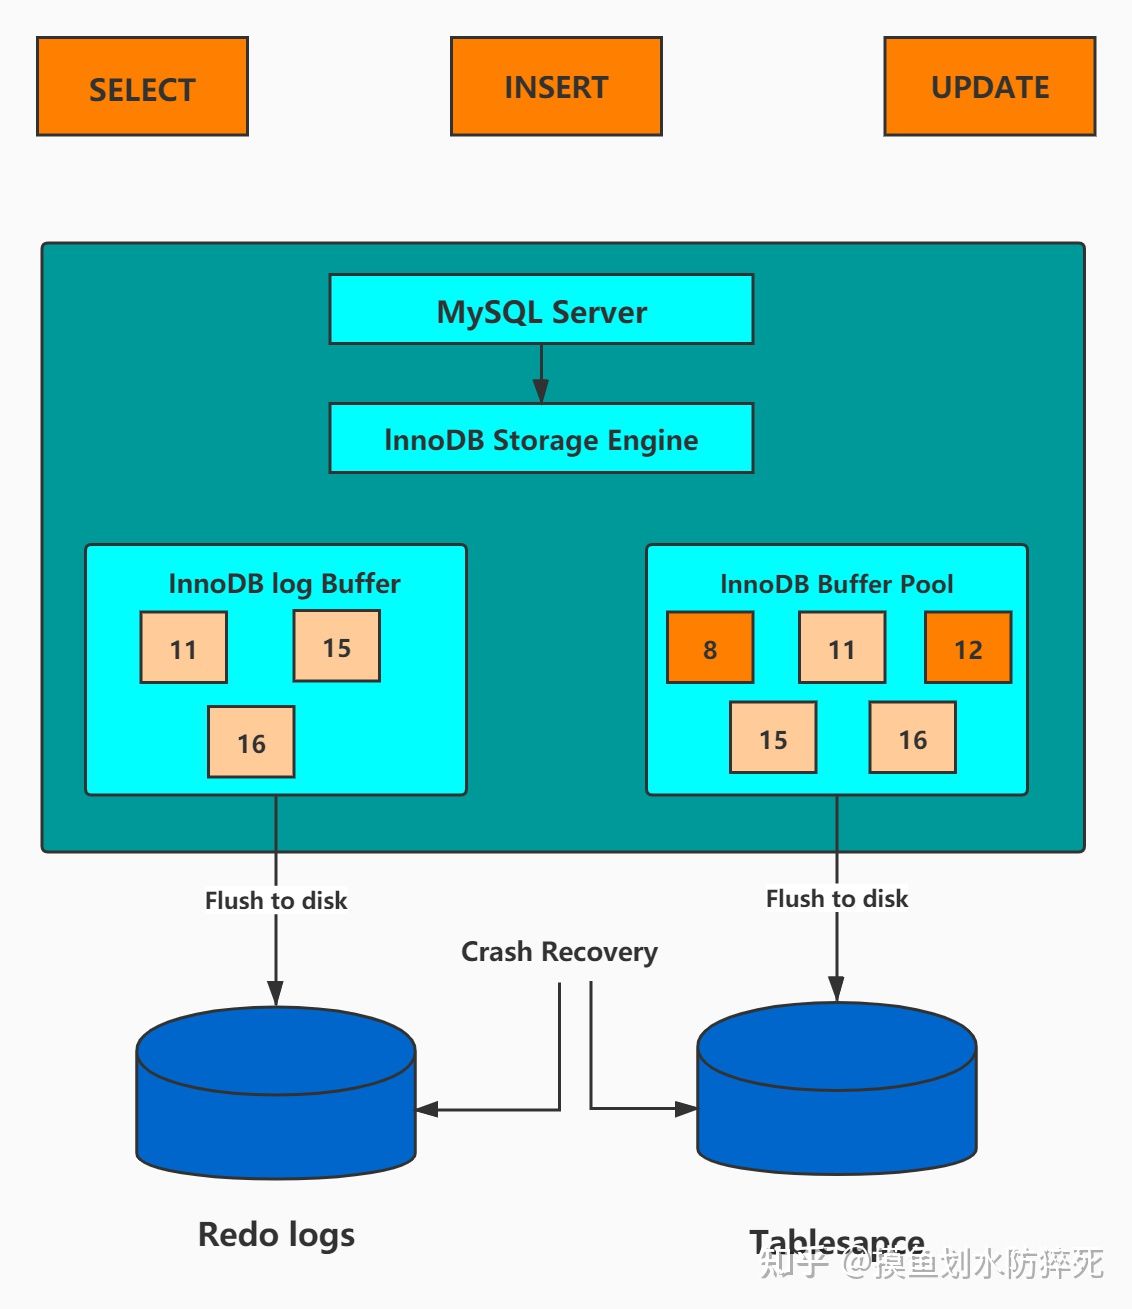 SELECT
INSERT
UPDATE
MySQL Server
InnoDB Storage Engine
InnoDB log Buffer
InnoDB Buffer Pool
11
15
8
11
12
16
15
16
Flush to disk
Flush to disk
Crash Recovery
Redo logs
Tablesapce
知乎 @摸鱼划水防猝死